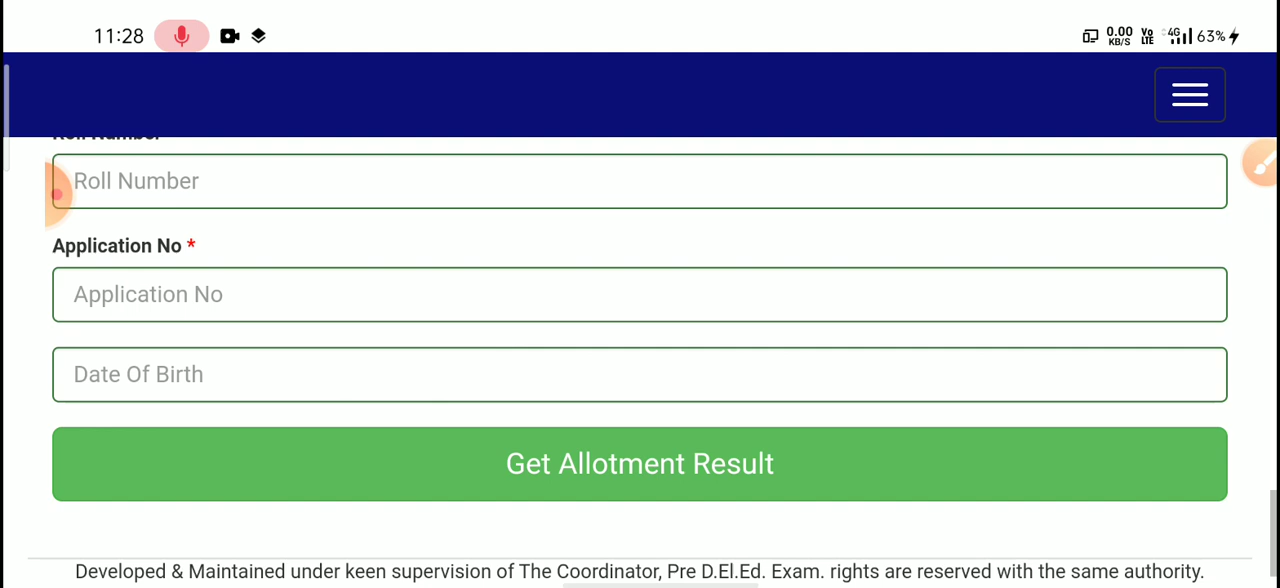 11:28
0.00 KB/S Vo LTE 4G 63%
Roll Number
Roll Number
Application No *
Application No
Date Of Birth
Get Allotment Result
Developed & Maintained under keen supervision of The Coordinator, Pre D.El.Ed. Exam. rights are reserved with the same authority.